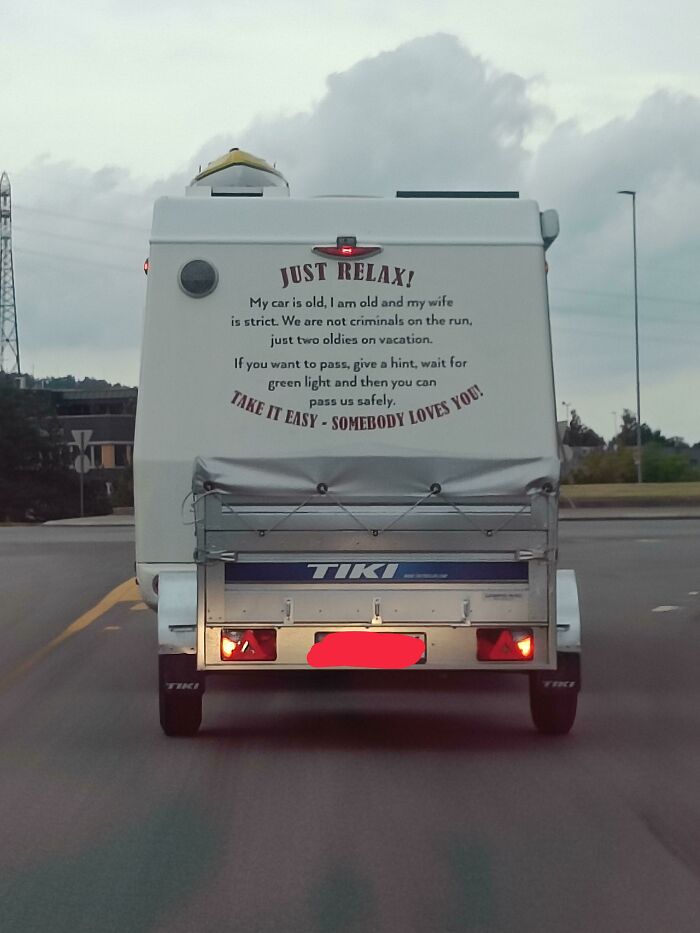 JUST RELAX!
My car is old, I am old and my wife
is strict. We are not criminals on the run,
just two oldies on vacation.
If you want to pass, give a hint, wait for
green light and then you can
pass us safely.
TAKE IT EASY - SOMEBODY LOVES YOU!
TIKI
TIKI
TIKI